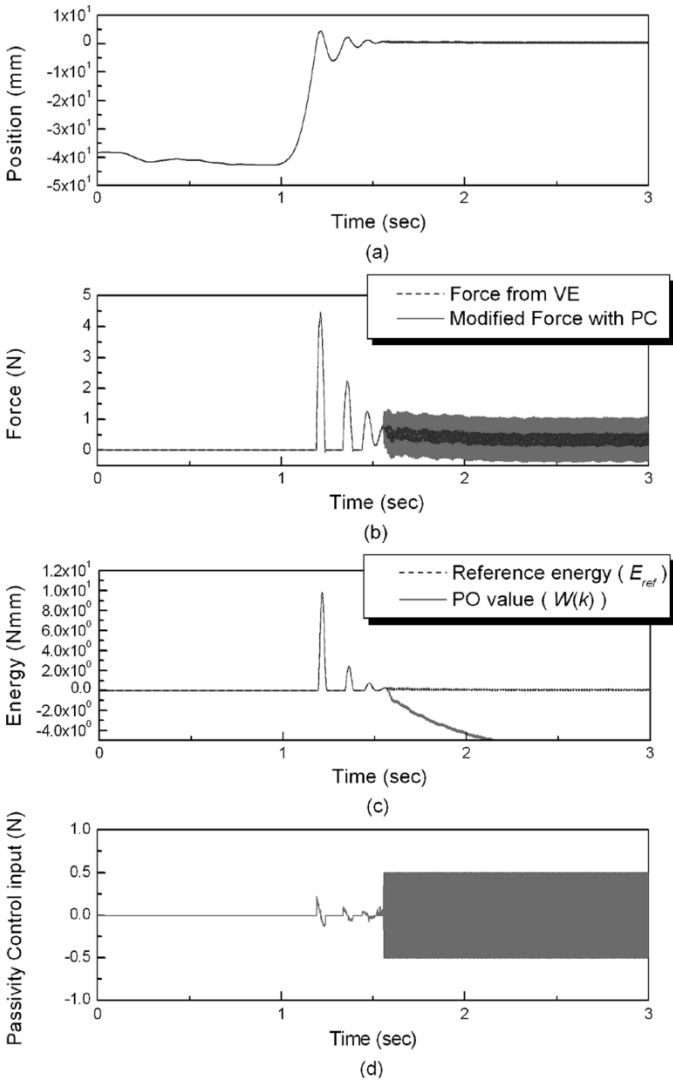 Position (mm)
1x10¹
0
-1x10¹
-2x10¹
-3x10¹
-4x10¹
-5x10¹
0 1 2 3
Time (sec)
(a)
Force (N)
5
4
3
2
1
0
Force from VE
Modified Force with PC
0 1 2 3
Time (sec)
(b)
Energy (Nmm)
1.2x10¹
1.0x10¹
8.0x10⁰
6.0x10⁰
4.0x10⁰
2.0x10⁰
0.0
-2.0x10⁰
-4.0x10⁰
Reference energy ( E_ref )
PO value ( W(k) )
0 1 2 3
Time (sec)
(c)
Passivity Control input (N)
1.0
0.5
0.0
-0.5
-1.0
0 1 2 3
Time (sec)
(d)